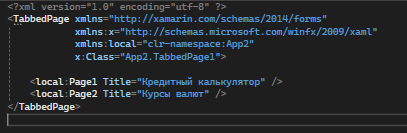 <?xml version="1.0" encoding="utf-8" ?>
<TabbedPage xmlns="http://xamarin.com/schemas/2014/forms"
xmlns:x="http://schemas.microsoft.com/winfx/2009/xaml"
xmlns:local="clr-namespace:App2"
x:Class="App2.TabbedPage1">
<local:Page1 Title="Кредитный калькулятор" />
<local:Page2 Title="Курсы валют" />
</TabbedPage>